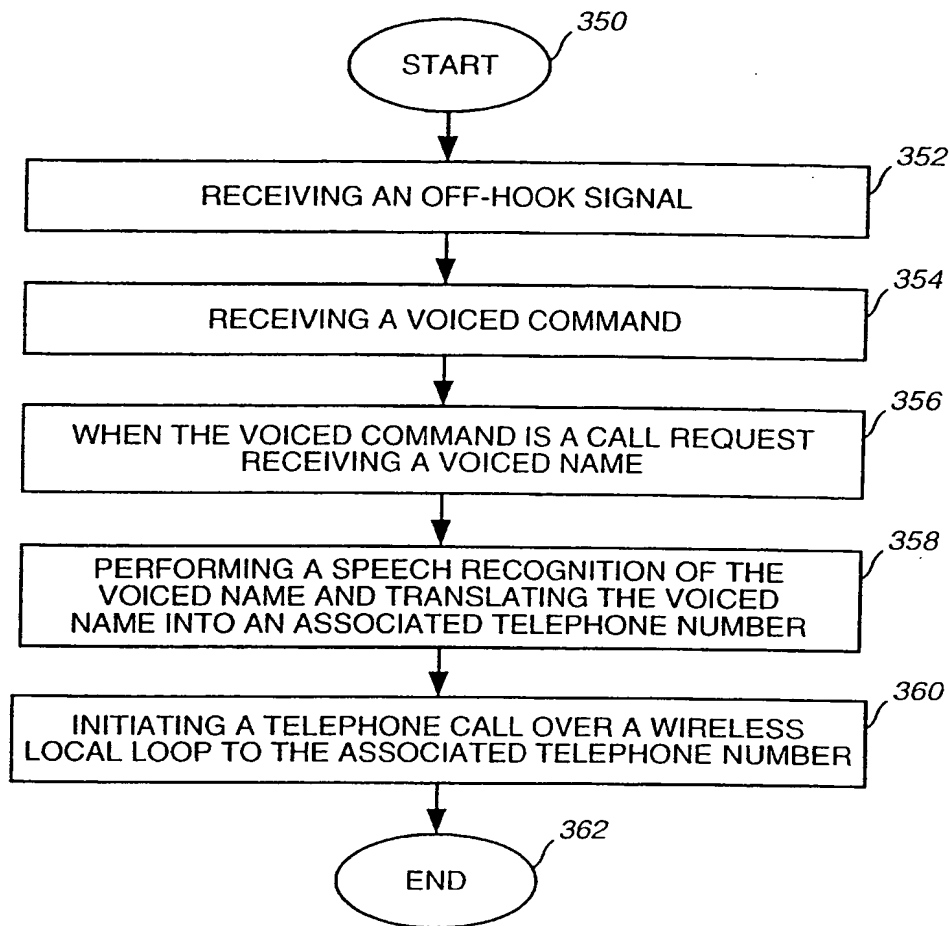 350
START
352
RECEIVING AN OFF-HOOK SIGNAL
354
RECEIVING A VOICED COMMAND
356
WHEN THE VOICED COMMAND IS A CALL REQUEST
RECEIVING A VOICED NAME
358
PERFORMING A SPEECH RECOGNITION OF THE
VOICED NAME AND TRANSLATING THE VOICED
NAME INTO AN ASSOCIATED TELEPHONE NUMBER
360
INITIATING A TELEPHONE CALL OVER A WIRELESS
LOCAL LOOP TO THE ASSOCIATED TELEPHONE NUMBER
362
END